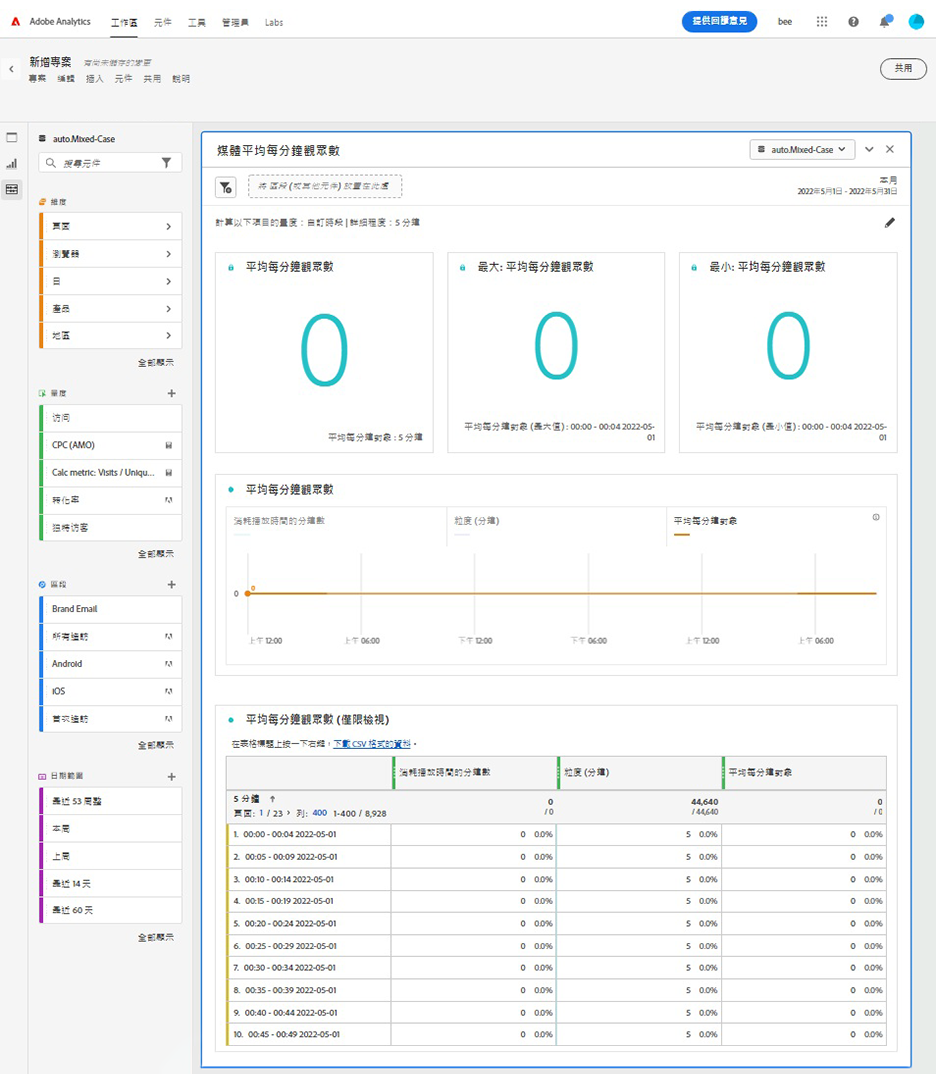 Adobe Analytics 工作區 元件 工具 管理員 Labs 提供回饋意見 bee
新增專案 有尚未儲存的變更
專案 編輯 插入 元件 共用 說明
共用
auto.Mixed-Case
搜尋元件
維度
頁面
瀏覽器
日
產品
地區
全部顯示
量度
访问
CPC (AMO)
Calc metric: Visits / Uniqu...
转化率
独特访客
全部顯示
區段
Brand Email
所有造訪
Android
iOS
首次造訪
全部顯示
日期範圍
最近 53 周整
本周
上周
最近 14 天
最近 60 天
全部顯示
媒體平均每分鐘觀眾數 auto.Mixed-Case
將 區段 (或其他元件) 放置在此處
本月
2022年5月1日 - 2022年5月31日
計算以下項目的量度：自訂時段 | 詳細程度：5 分鐘
平均每分鐘觀眾數
0
平均每分鐘對象：5 分鐘
最大: 平均每分鐘觀眾數
0
平均每分鐘對象 (最大值)：00:00 - 00:04 2022-05-
01
最小: 平均每分鐘觀眾數
0
平均每分鐘對象 (最小值)：00:00 - 00:04 2022-05-
01
平均每分鐘觀眾數
消耗播放時間的分鐘數 粒度 (分鐘) 平均每分鐘對象
0
0
上午 12:00 上午 06:00 下午 12:00 下午 06:00 上午 12:00 上午 06:00
平均每分鐘觀眾數 (僅限檢視)
在表格標題上按一下右鍵，下載 CSV 格式的資料。
消耗播放時間的分鐘數 粒度 (分鐘) 平均每分鐘對象
5 分鐘 ↑ 0 44,640 0
頁面: 1 / 23 > 列: 400 1-400 / 8,928 / 0 / 44,640 / 0
1. 00:00 - 00:04 2022-05-01 0 0.0% 5 0.0% 0 0.0%
2. 00:05 - 00:09 2022-05-01 0 0.0% 5 0.0% 0 0.0%
3. 00:10 - 00:14 2022-05-01 0 0.0% 5 0.0% 0 0.0%
4. 00:15 - 00:19 2022-05-01 0 0.0% 5 0.0% 0 0.0%
5. 00:20 - 00:24 2022-05-01 0 0.0% 5 0.0% 0 0.0%
6. 00:25 - 00:29 2022-05-01 0 0.0% 5 0.0% 0 0.0%
7. 00:30 - 00:34 2022-05-01 0 0.0% 5 0.0% 0 0.0%
8. 00:35 - 00:39 2022-05-01 0 0.0% 5 0.0% 0 0.0%
9. 00:40 - 00:44 2022-05-01 0 0.0% 5 0.0% 0 0.0%
10. 00:45 - 00:49 2022-05-01 0 0.0% 5 0.0% 0 0.0%